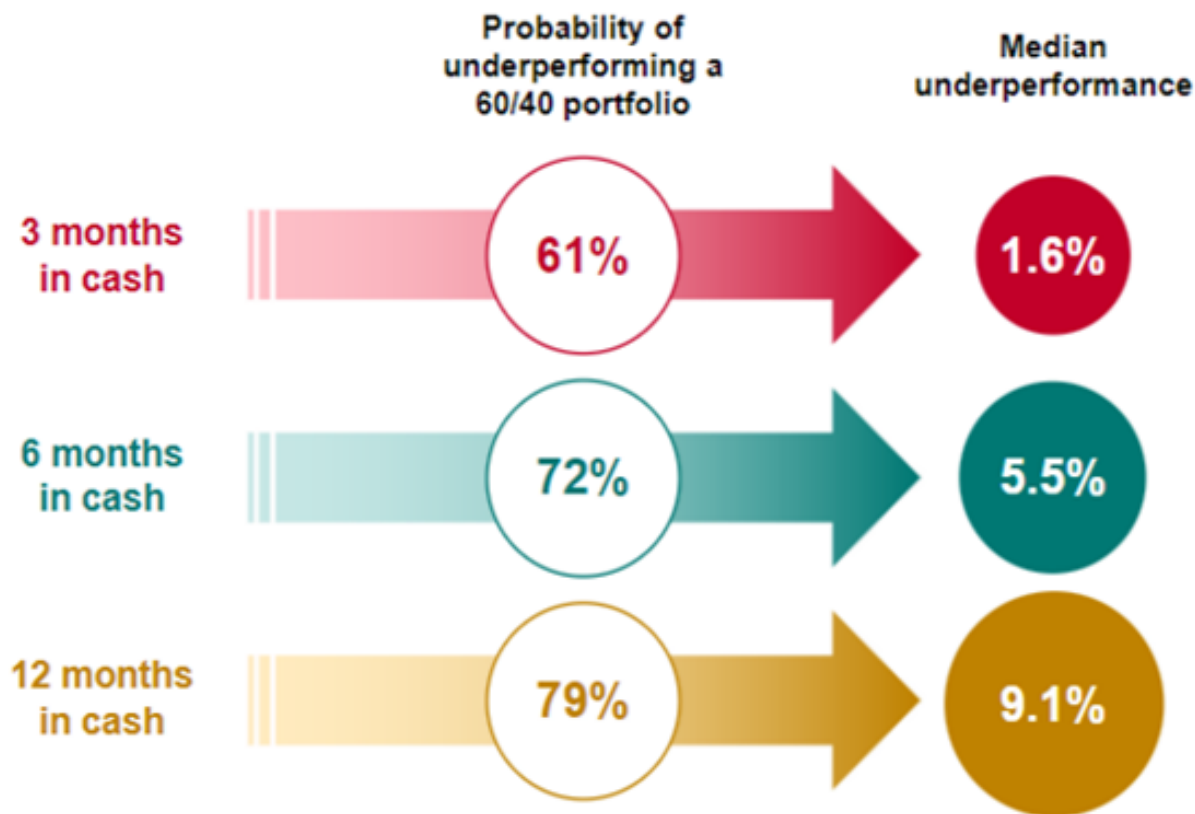 Probability of
underperforming a
60/40 portfolio
Median
underperformance
3 months
in cash
61%
1.6%
6 months
in cash
72%
5.5%
12 months
in cash
79%
9.1%